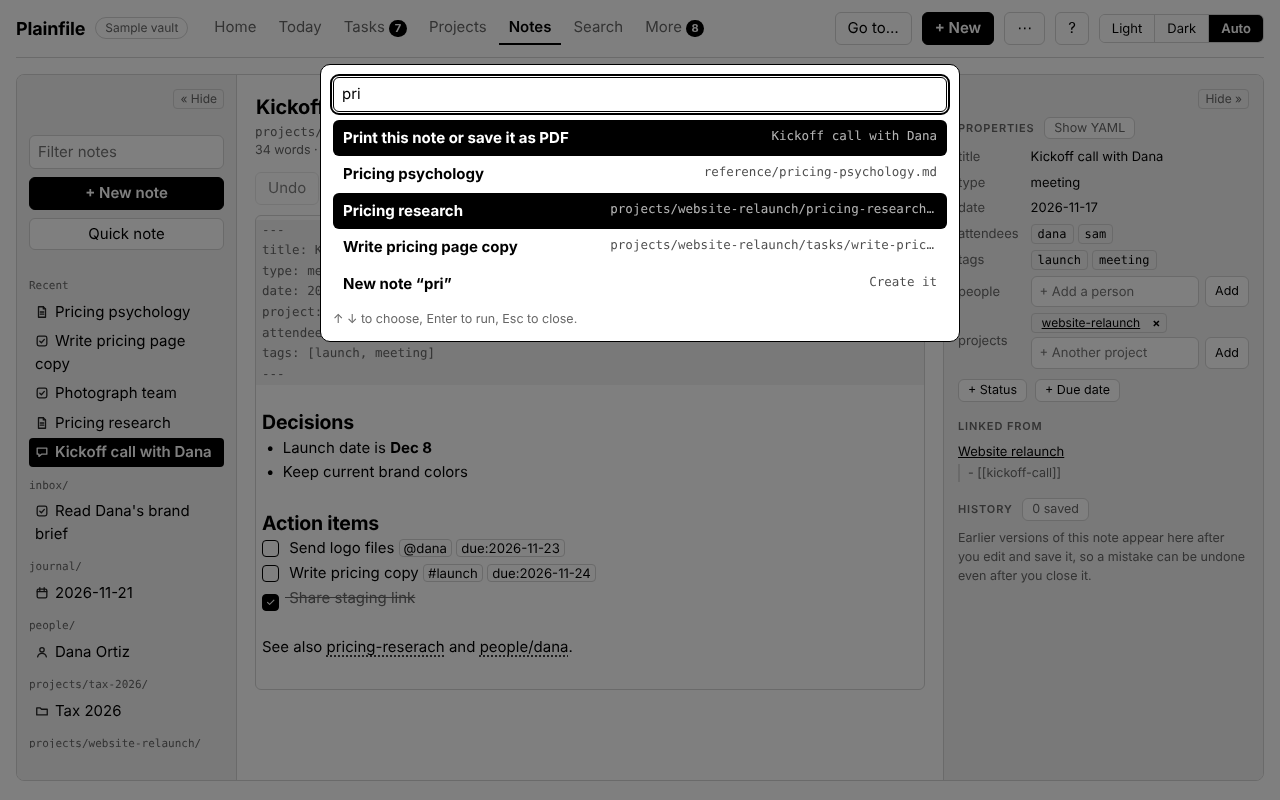 Plainfile Sample vault Home Today Tasks 7 Projects Notes Search More 8 Go to… + New ⋯ ? Light Dark Auto
« Hide
Filter notes
+ New note
Quick note
Recent
Pricing psychology
Write pricing page
copy
Photograph team
Pricing research
Kickoff call with Dana
inbox/
Read Dana's brand
brief
journal/
2026-11-21
people/
Dana Ortiz
projects/tax-2026/
Tax 2026
projects/website-relaunch/
pri
Print this note or save it as PDF Kickoff call with Dana
Pricing psychology reference/pricing-psychology.md
Pricing research projects/website-relaunch/pricing-research…
Write pricing page copy projects/website-relaunch/tasks/write-pric…
New note “pri” Create it
↑ ↓ to choose, Enter to run, Esc to close.
Kickoff
projects/
34 words ·
Undo
---
title: K
type: me
date: 20
project:
attendee
tags: [launch, meeting]
---
Decisions
• Launch date is Dec 8
• Keep current brand colors
Action items
Send logo files @dana due:2026-11-23
Write pricing copy #launch due:2026-11-24
Share staging link
See also pricing-reserach and people/dana.
Hide »
PROPERTIES Show YAML
title Kickoff call with Dana
type meeting
date 2026-11-17
attendees dana sam
tags launch meeting
people + Add a person Add
website-relaunch ×
projects + Another project Add
+ Status + Due date
LINKED FROM
Website relaunch
- [[kickoff-call]]
HISTORY 0 saved
Earlier versions of this note appear here after
you edit and save it, so a mistake can be undone
even after you close it.